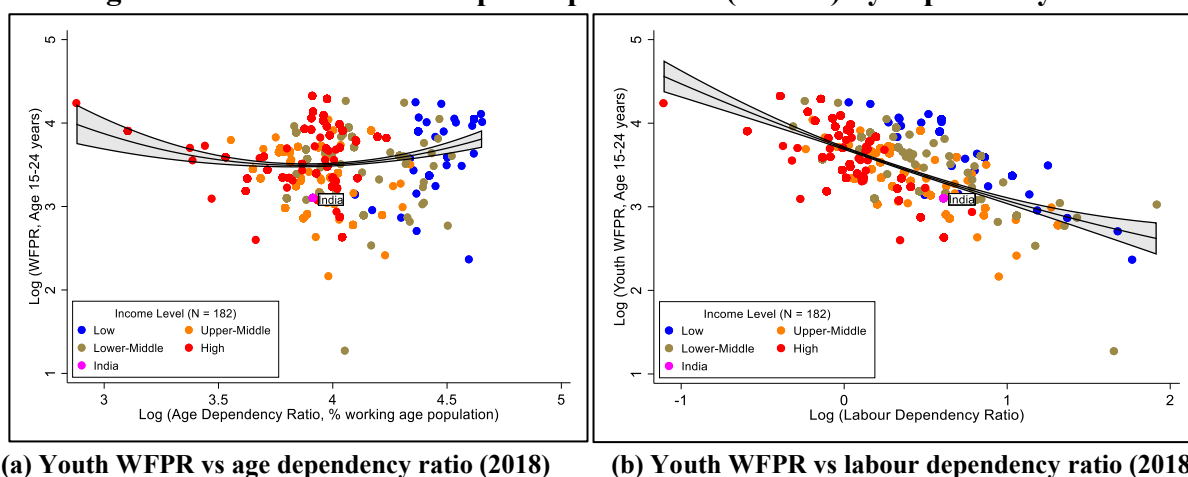 Log (WFPR, Age 15-24 years)
5
4
3
2
1
India
Income Level (N = 182)
Low Upper-Middle
Lower-Middle High
India
3 3.5 4 4.5 5
Log (Age Dependency Ratio, % working age population)
(a) Youth WFPR vs age dependency ratio (2018)
Log (Youth WFPR, Age 15-24 years)
5
4
3
2
1
India
Income Level (N = 182)
Low Upper-Middle
Lower-Middle High
India
-1 0 1 2
Log (Labour Dependency Ratio)
(b) Youth WFPR vs labour dependency ratio (2018